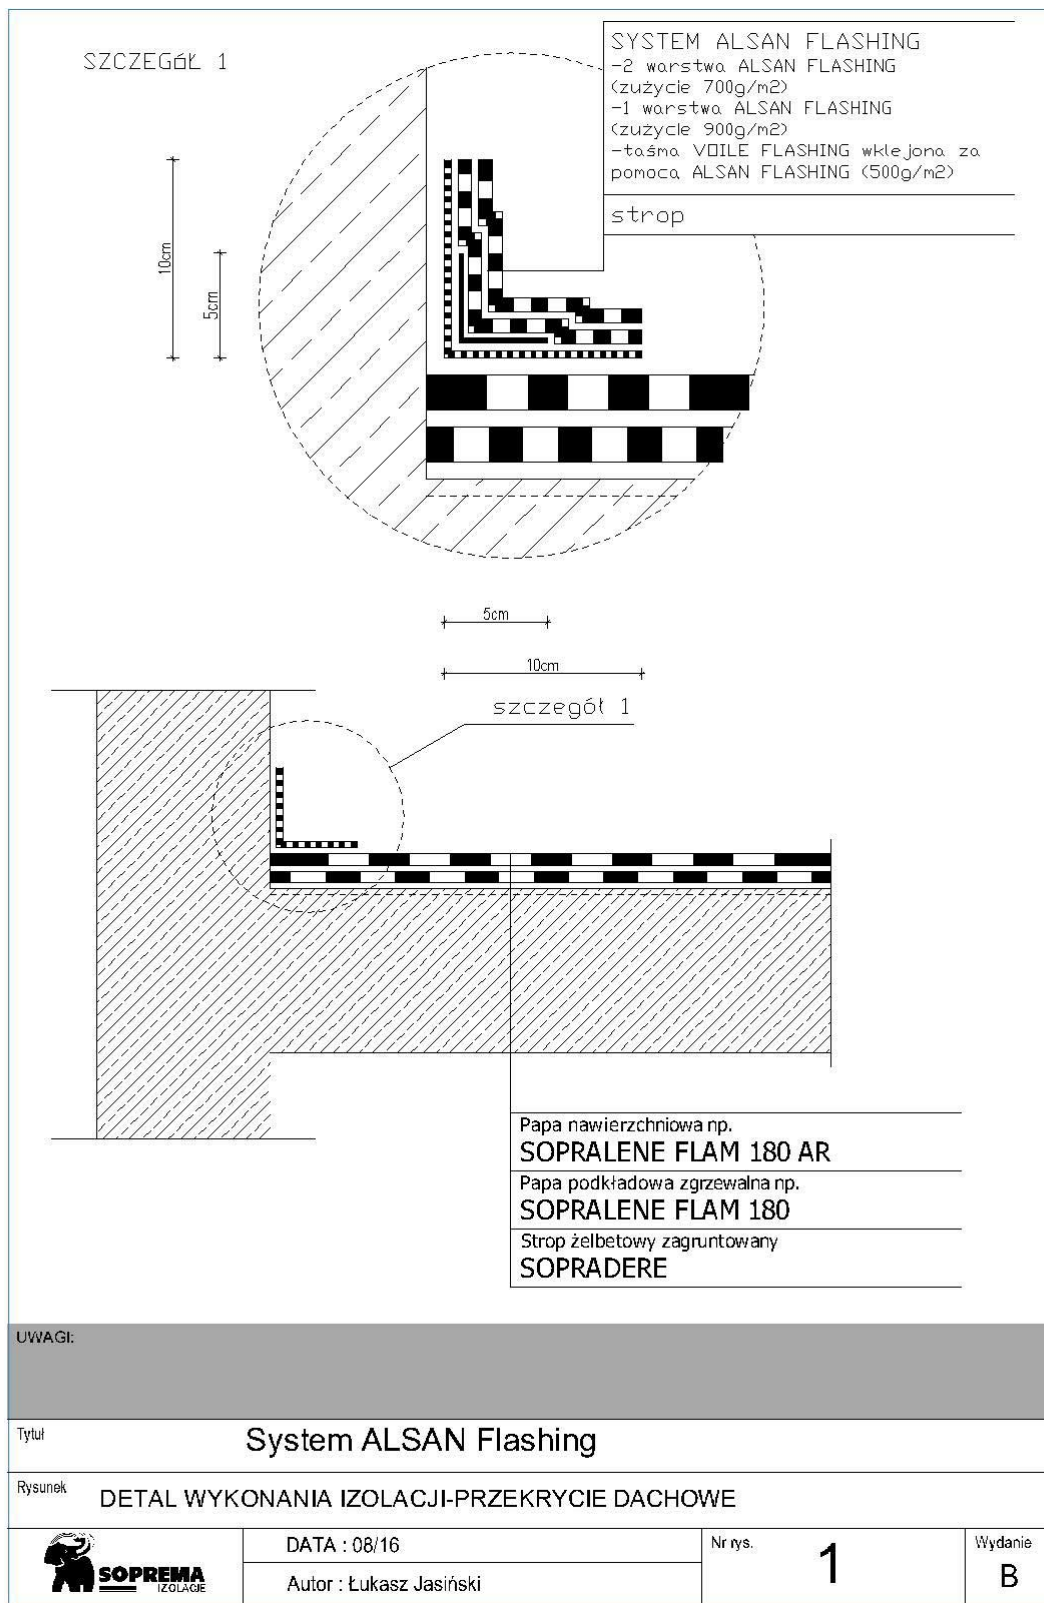 SZCZEGóŁ 1
SYSTEM ALSAN FLASHING
-2 warstwa ALSAN FLASHING
(zużycie 700g/m2)
-1 warstwa ALSAN FLASHING
(zużycie 900g/m2)
-taśma VOILE FLASHING wklejona za
pomoca ALSAN FLASHING (500g/m2)
strop
10cm
5cm
5cm
10cm
szczegół 1
Papa nawierzchniowa np.
SOPRALENE FLAM 180 AR
Papa podkładowa zgrzewalna np.
SOPRALENE FLAM 180
Strop żelbetowy zagruntowany
SOPRADERE
UWAGI:
Tytuł
System ALSAN Flashing
Rysunek
DETAL WYKONANIA IZOLACJI-PRZEKRYCIE DACHOWE
SOPREMA
IZOLACJE
DATA : 08/16
Autor : Łukasz Jasiński
Nr rys.
1
Wydanie
B